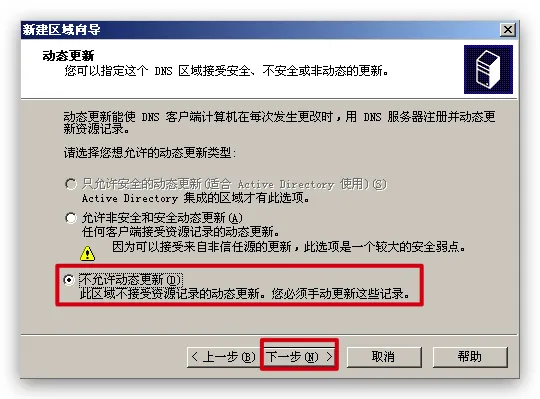 新建区域向导
动态更新
您可以指定这个 DNS 区域接受安全、不安全或非动态的更新。
动态更新能使 DNS 客户端计算机在每次发生更改时，用 DNS 服务器注册并动态更
新资源记录。
请选择您想允许的动态更新类型:
只允许安全的动态更新(适合 Active Directory 使用)(S)
Active Directory 集成的区域才有此选项。
允许非安全和安全动态更新(A)
任何客户端接受资源记录的动态更新。
因为可以接受来自非信任源的更新，此选项是一个较大的安全弱点。
不允许动态更新(D)
此区域不接受资源记录的动态更新。您必须手动更新这些记录。
< 上一步(B)
下一步(N) >
取消
帮助